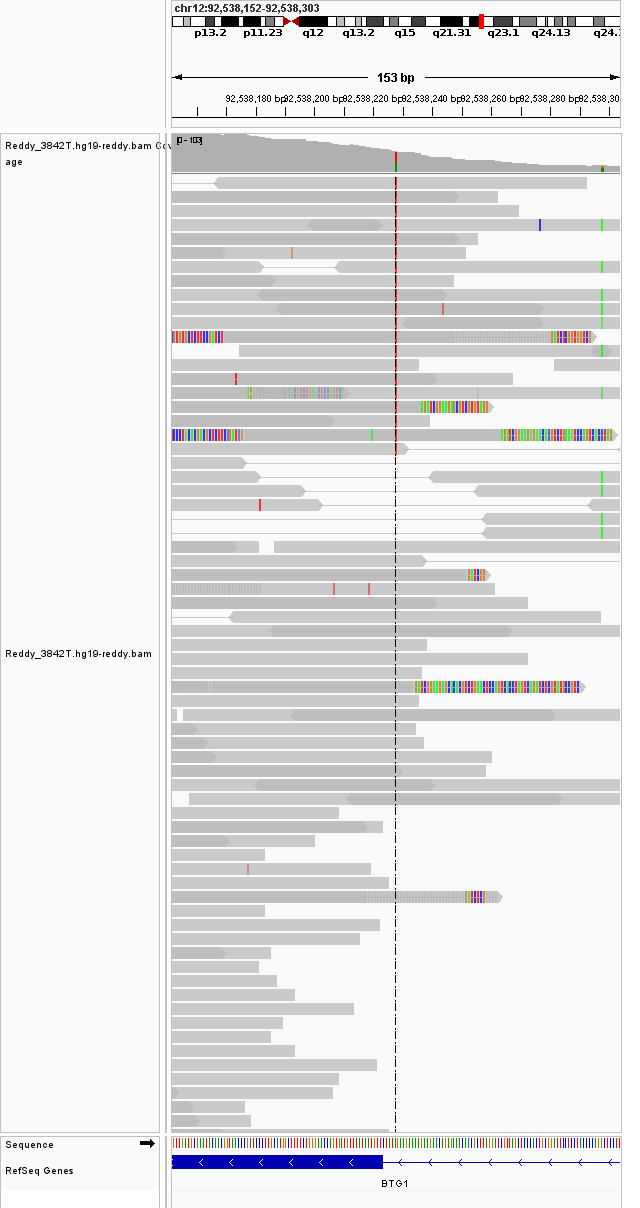 chr12:92,538,152-92,538,303
p13.2 p11.23 q12 q13.2 q15 q21.31 q23.1 q24.13 q24.
153 bp
92,538,180 bp 92,538,200 bp 92,538,220 bp 92,538,240 bp 92,538,260 bp 92,538,280 bp 92,538,30
Reddy_3842T.hg19-reddy.bam Cov
age
[0 - 103]
Reddy_3842T.hg19-reddy.bam
Sequence
RefSeq Genes
BTG1